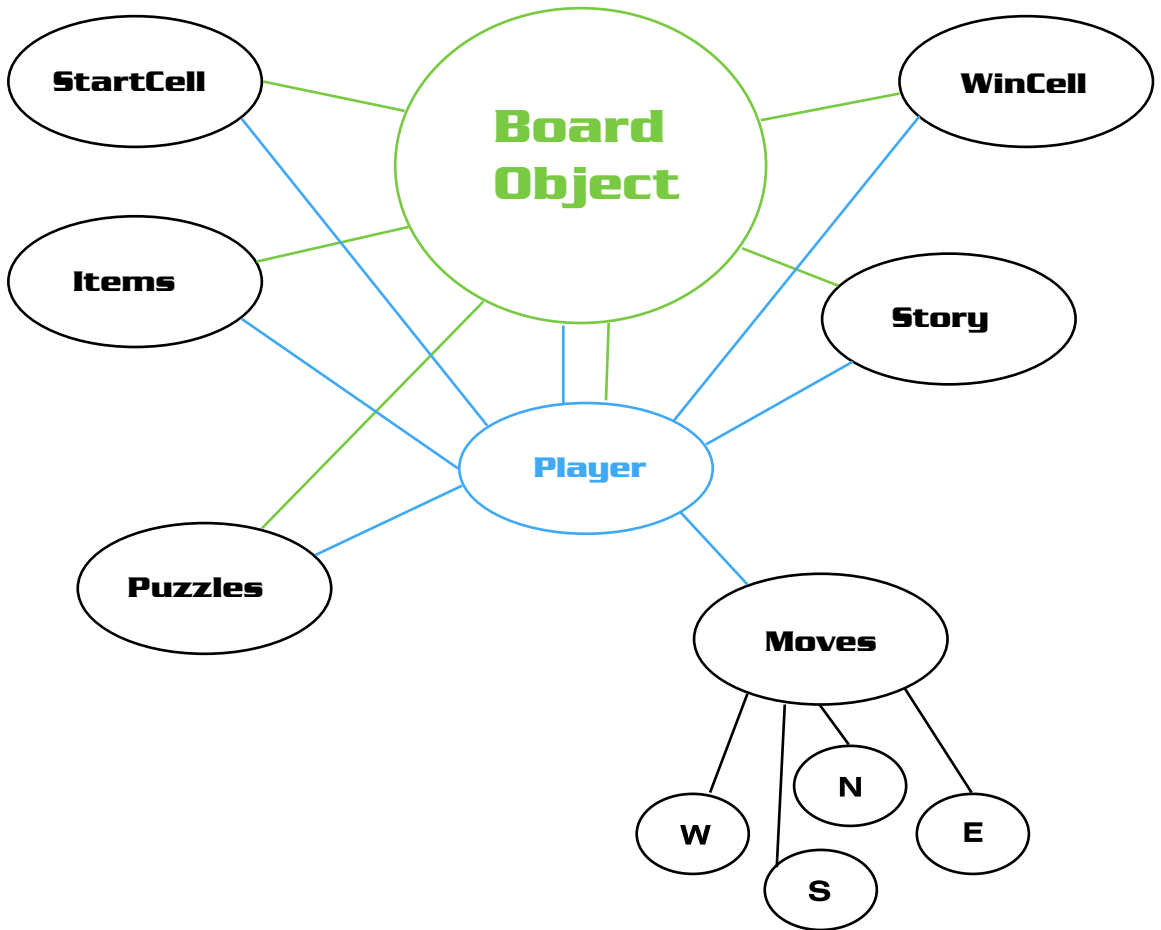 StartCell
Board
Object
WinCell
Items
Story
Player
Puzzles
Moves
N
W
E
S